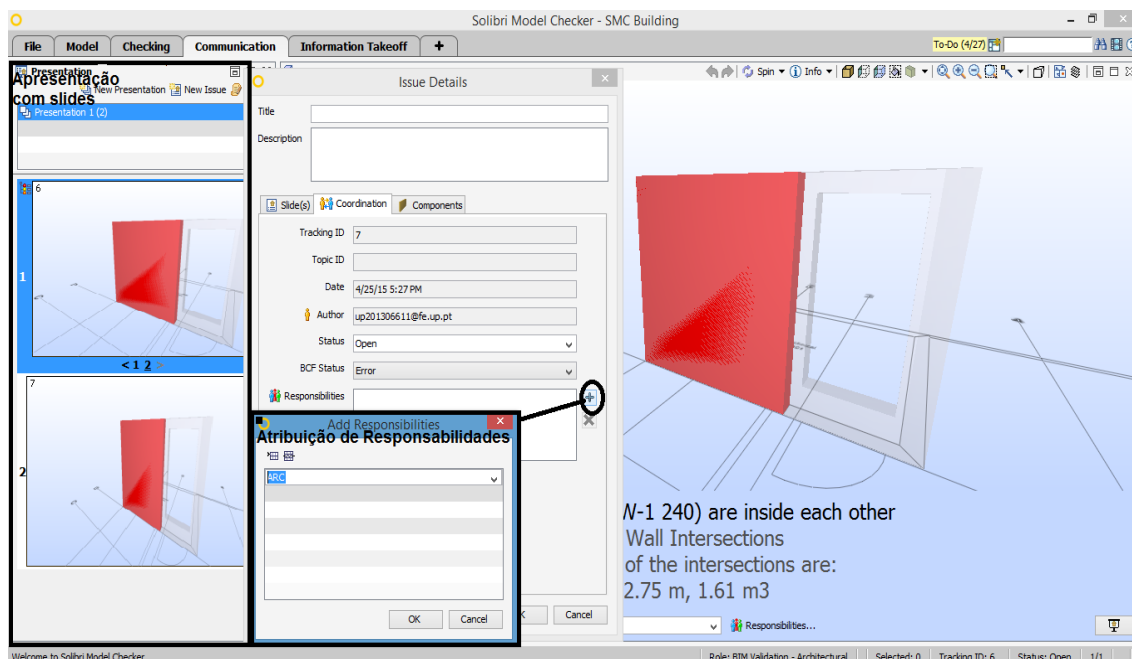 Solibri Model Checker - SMC Building
File Model Checking Communication Information Takeoff +
To-Do (4/27)
Presentation
Apresentação
com slides
New Presentation New Issue
Presentation 1 (2)
6
1
< 1 2 >
7
2
Issue Details
Title
Description
Slide(s) Coordination Components
Tracking ID 7
Topic ID
Date 4/25/15 5:27 PM
Author up201306611@fe.up.pt
Status Open
BCF Status Error
Responsibilities
Add Responsibilities
Atribuição de Responsabilidades
ARC
OK Cancel
K Cancel
Spin Info
W-1 240) are inside each other
Wall Intersections
of the intersections are:
2.75 m, 1.61 m3
Responsibilities...
Welcome to Solibri Model Checker
Role: BIM Validation - Architectural Selected: 0 Tracking ID: 6 Status: Open 1/1